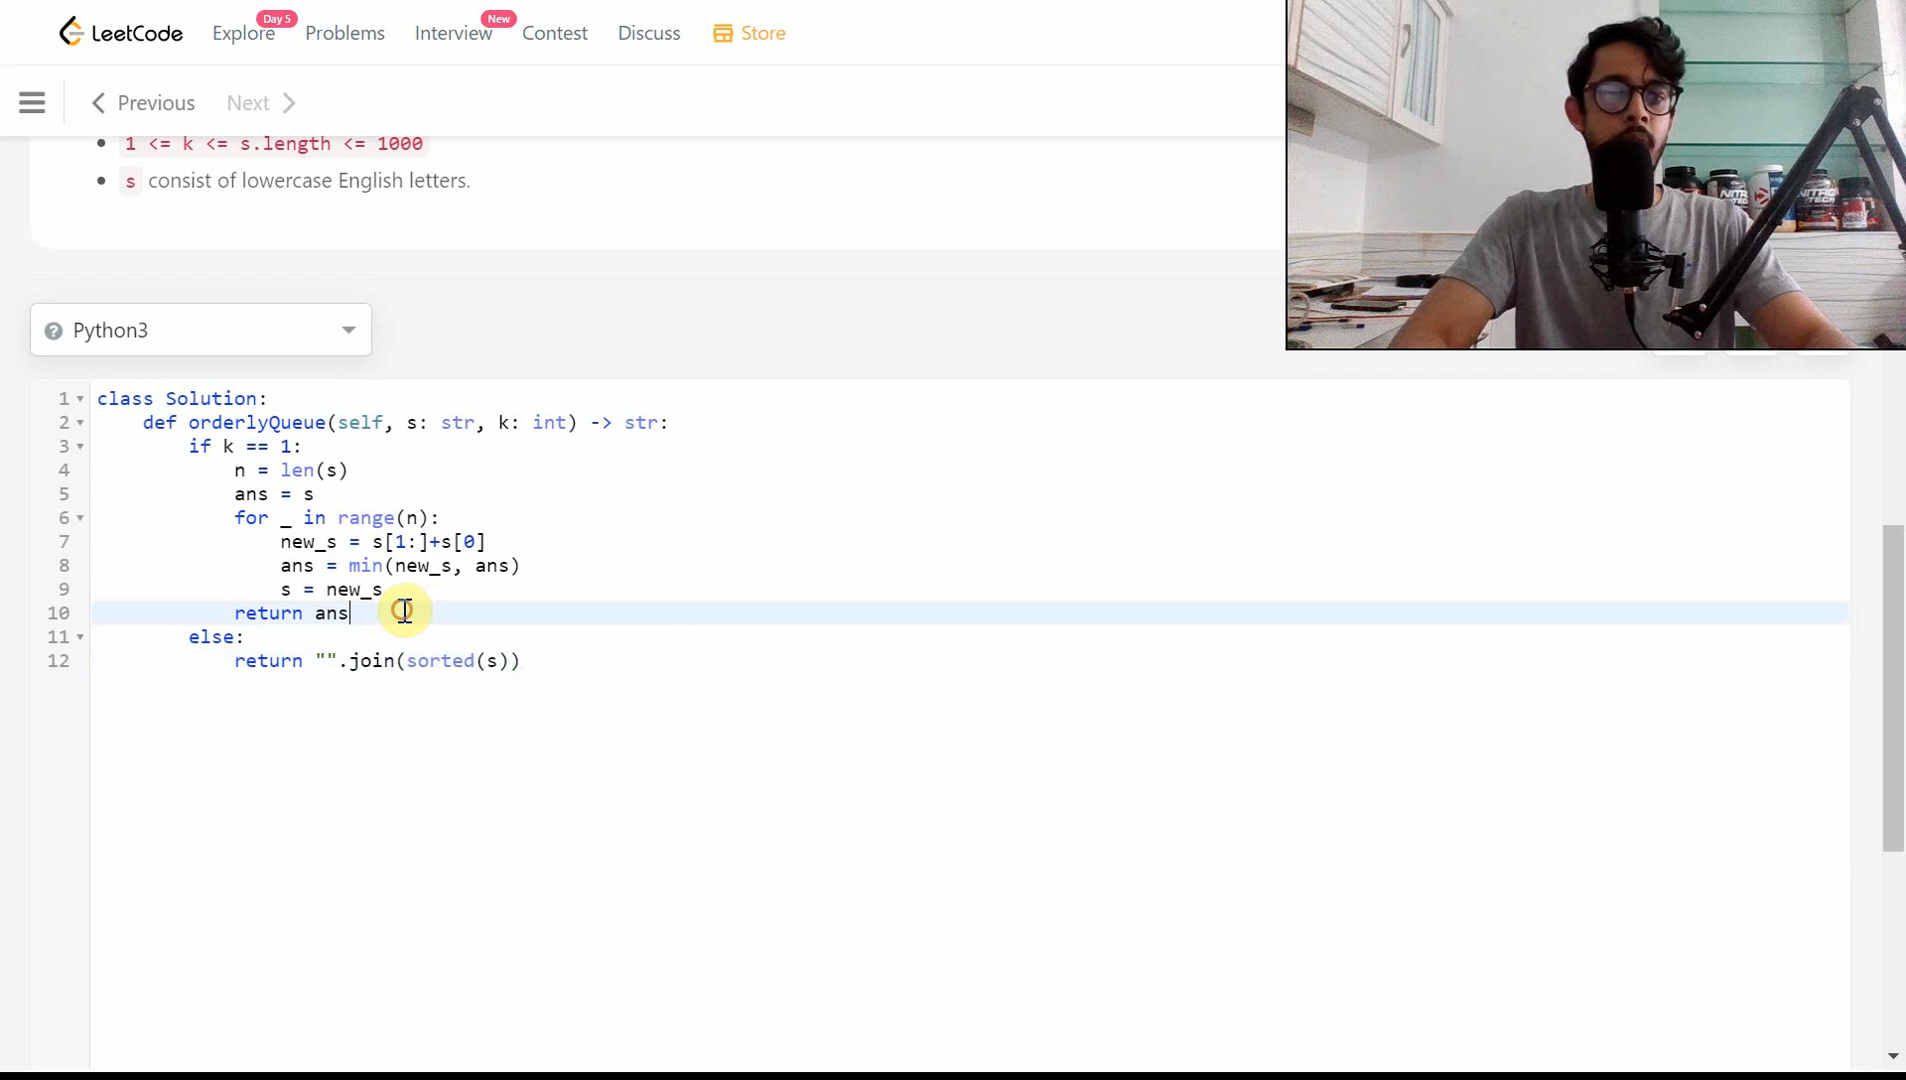 LeetCode Explore Day 5 Problems Interview New Contest Discuss Store
Previous Next
1 <= k <= s.length <= 1000
s consist of lowercase English letters.
Python3
1 class Solution:
2 def orderlyQueue(self, s: str, k: int) -> str:
3 if k == 1:
4 n = len(s)
5 ans = s
6 for _ in range(n):
7 new_s = s[1:]+s[0]
8 ans = min(new_s, ans)
9 s = new_s
10 return ans
11 else:
12 return "".join(sorted(s))
NITRO
NITRO
TECH